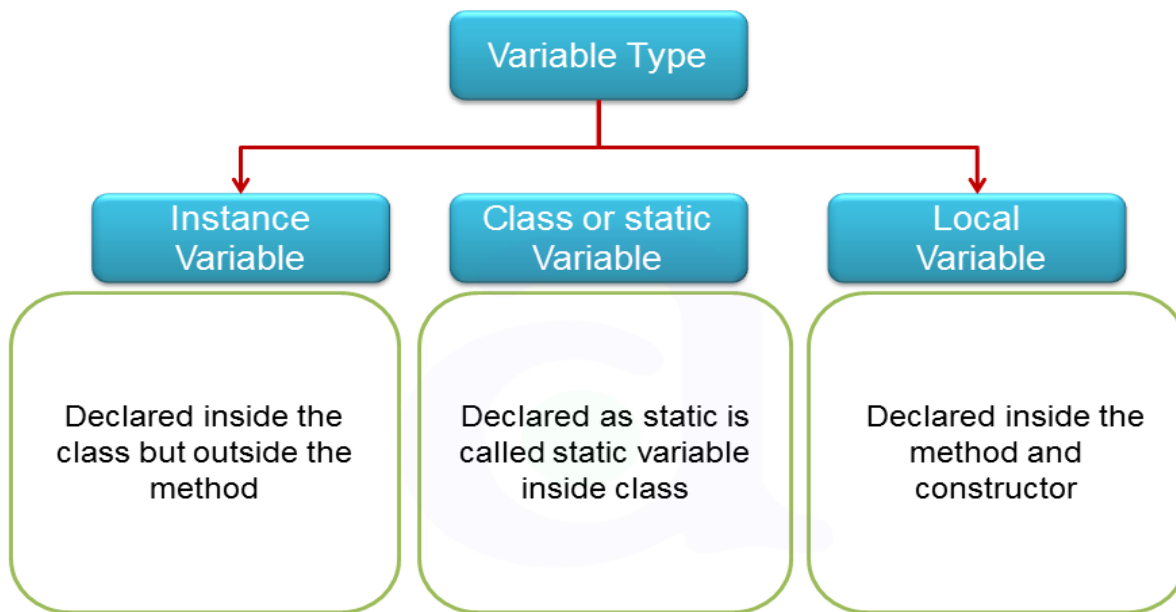 Variable Type
Instance
Variable
Class or static
Variable
Local
Variable
Declared inside the
class but outside the
method
Declared as static is
called static variable
inside class
Declared inside the
method and
constructor